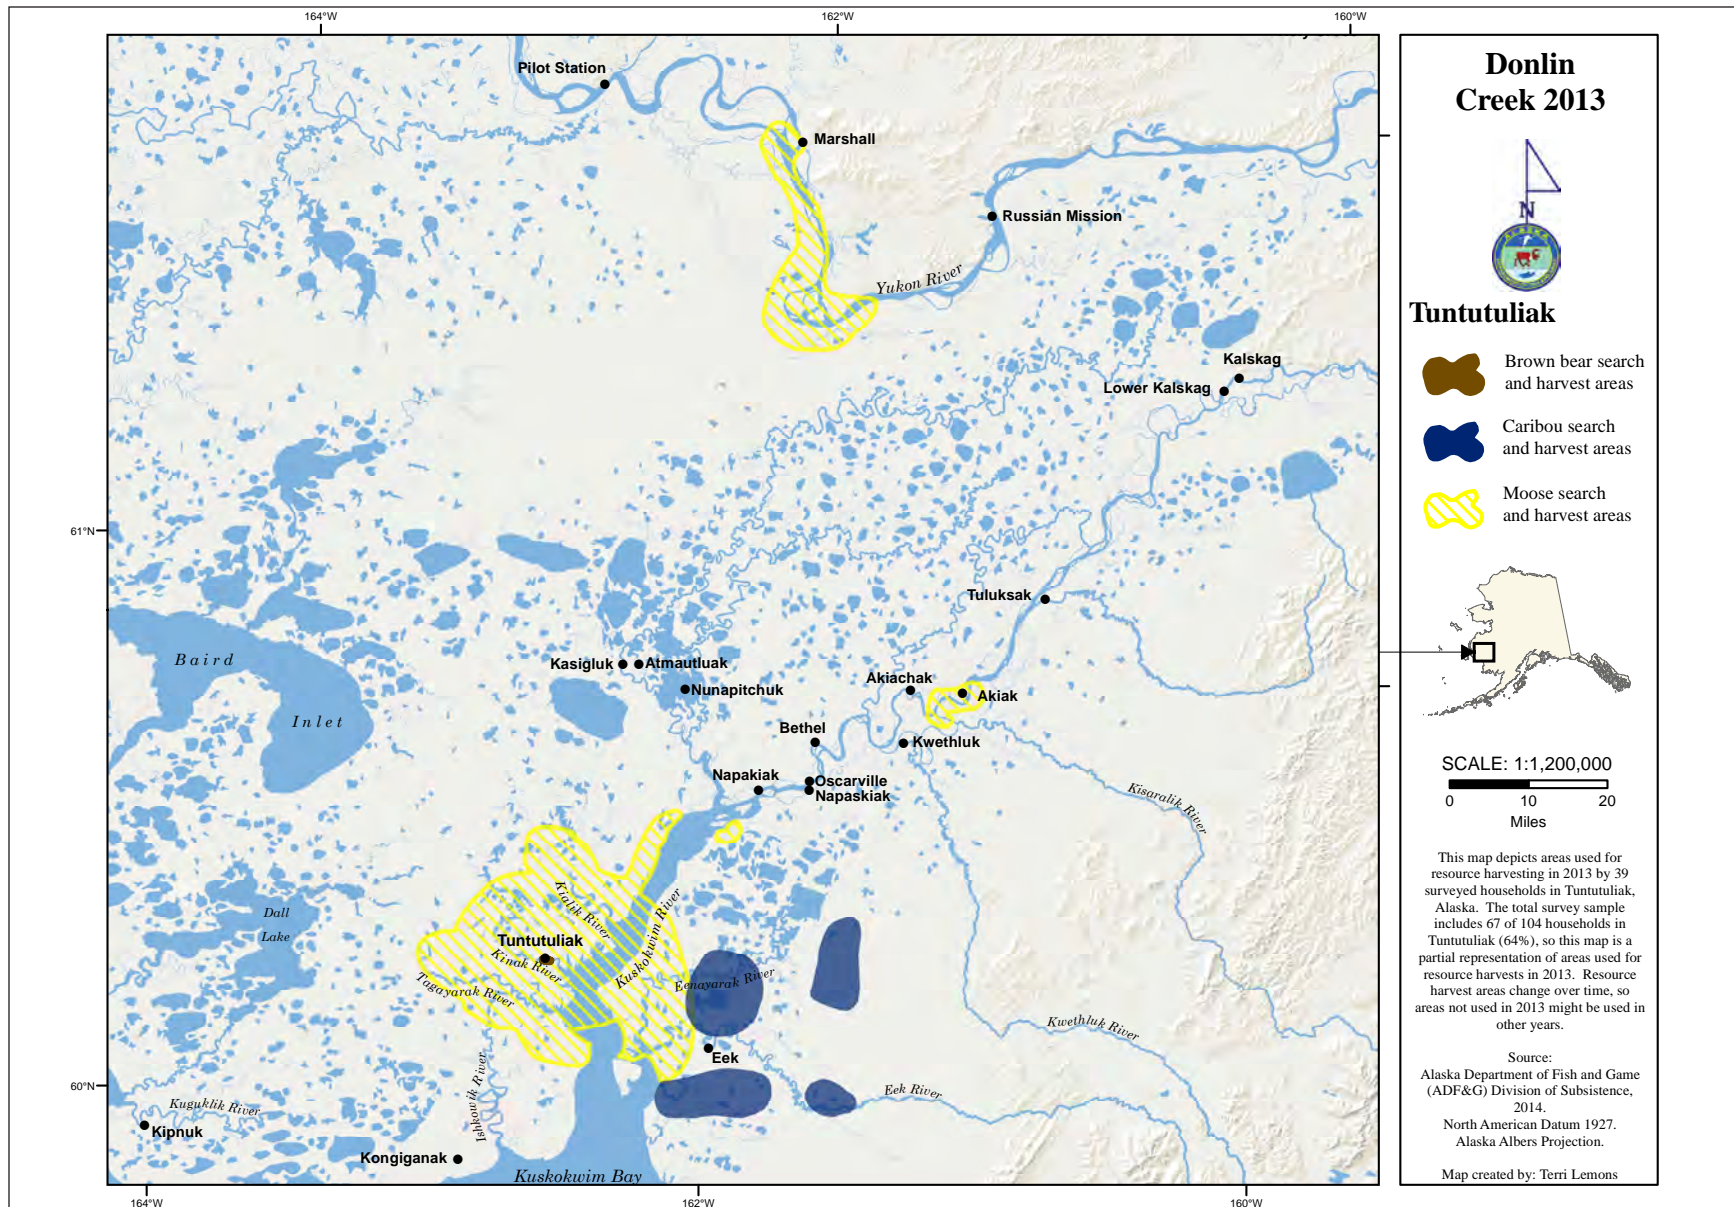 164°W
162°W
160°W
Pilot Station
Marshall
Russian Mission
Yukon River
Kalskag
Lower Kalskag
61°N
Tuluksak
Baird
Inlet
Kasigluk
Atmautluak
Nunapitchuk
Akiachak
Akiak
Bethel
Kwethluk
Napakiak
Oscarville
Napaskiak
Kisaralik River
Dall
Lake
Kialik River
Tuntutuliak
Kinak River
Kuskokwim River
Tagayarak River
Eenayarak River
Kwethluk River
Eek
60°N
Eek River
Kuguklik River
Kipnuk
Ishkowik River
Kongiganak
Kuskokwim Bay
164°W
162°W
160°W
Donlin
Creek 2013
N
ALASKA
Tuntutuliak
Brown bear search
and harvest areas
Caribou search
and harvest areas
Moose search
and harvest areas
SCALE: 1:1,200,000
0 10 20
Miles
This map depicts areas used for
resource harvesting in 2013 by 39
surveyed households in Tuntutuliak,
Alaska. The total survey sample
includes 67 of 104 households in
Tuntutuliak (64%), so this map is a
partial representation of areas used for
resource harvests in 2013. Resource
harvest areas change over time, so
areas not used in 2013 might be used in
other years.
Source:
Alaska Department of Fish and Game
(ADF&G) Division of Subsistence,
2014.
North American Datum 1927.
Alaska Albers Projection.
Map created by: Terri Lemons